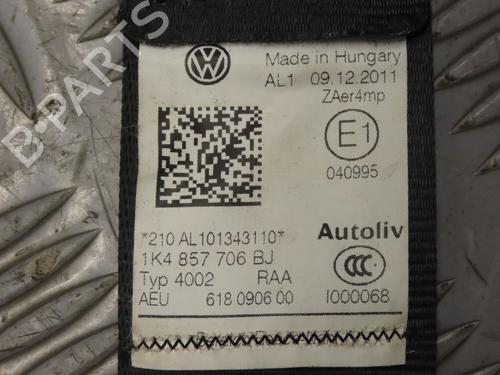 B-PARTS
Made in Hungary
AL1 09.12.2011
ZAer4mp
E1
040995
*210 AL101343110*
1K4 857 706 BJ
Typ 4002 RAA
AEU 618 0906 00
Autoliv
CCC
I000068